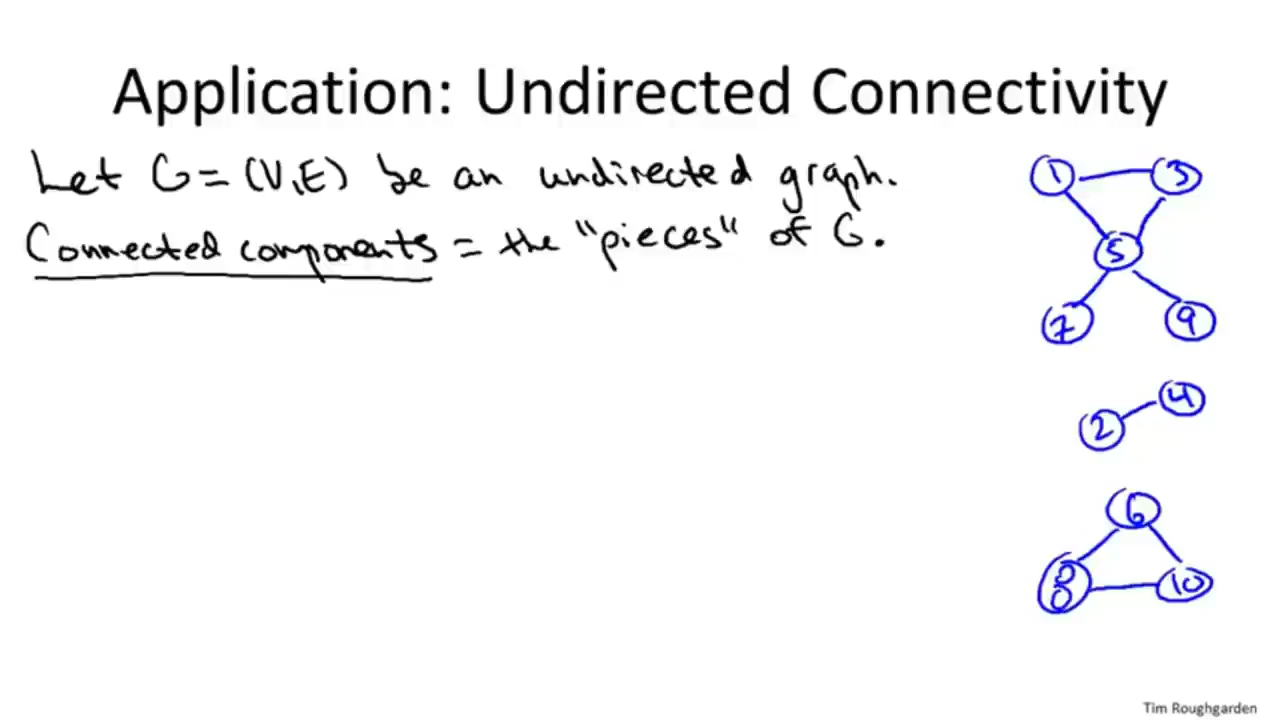 Application: Undirected Connectivity
Let G = (V,E) be an undirected graph.
Connected components = the "pieces" of G.
1 3
5
7 9
4
2
6
8 10
Tim Roughgarden